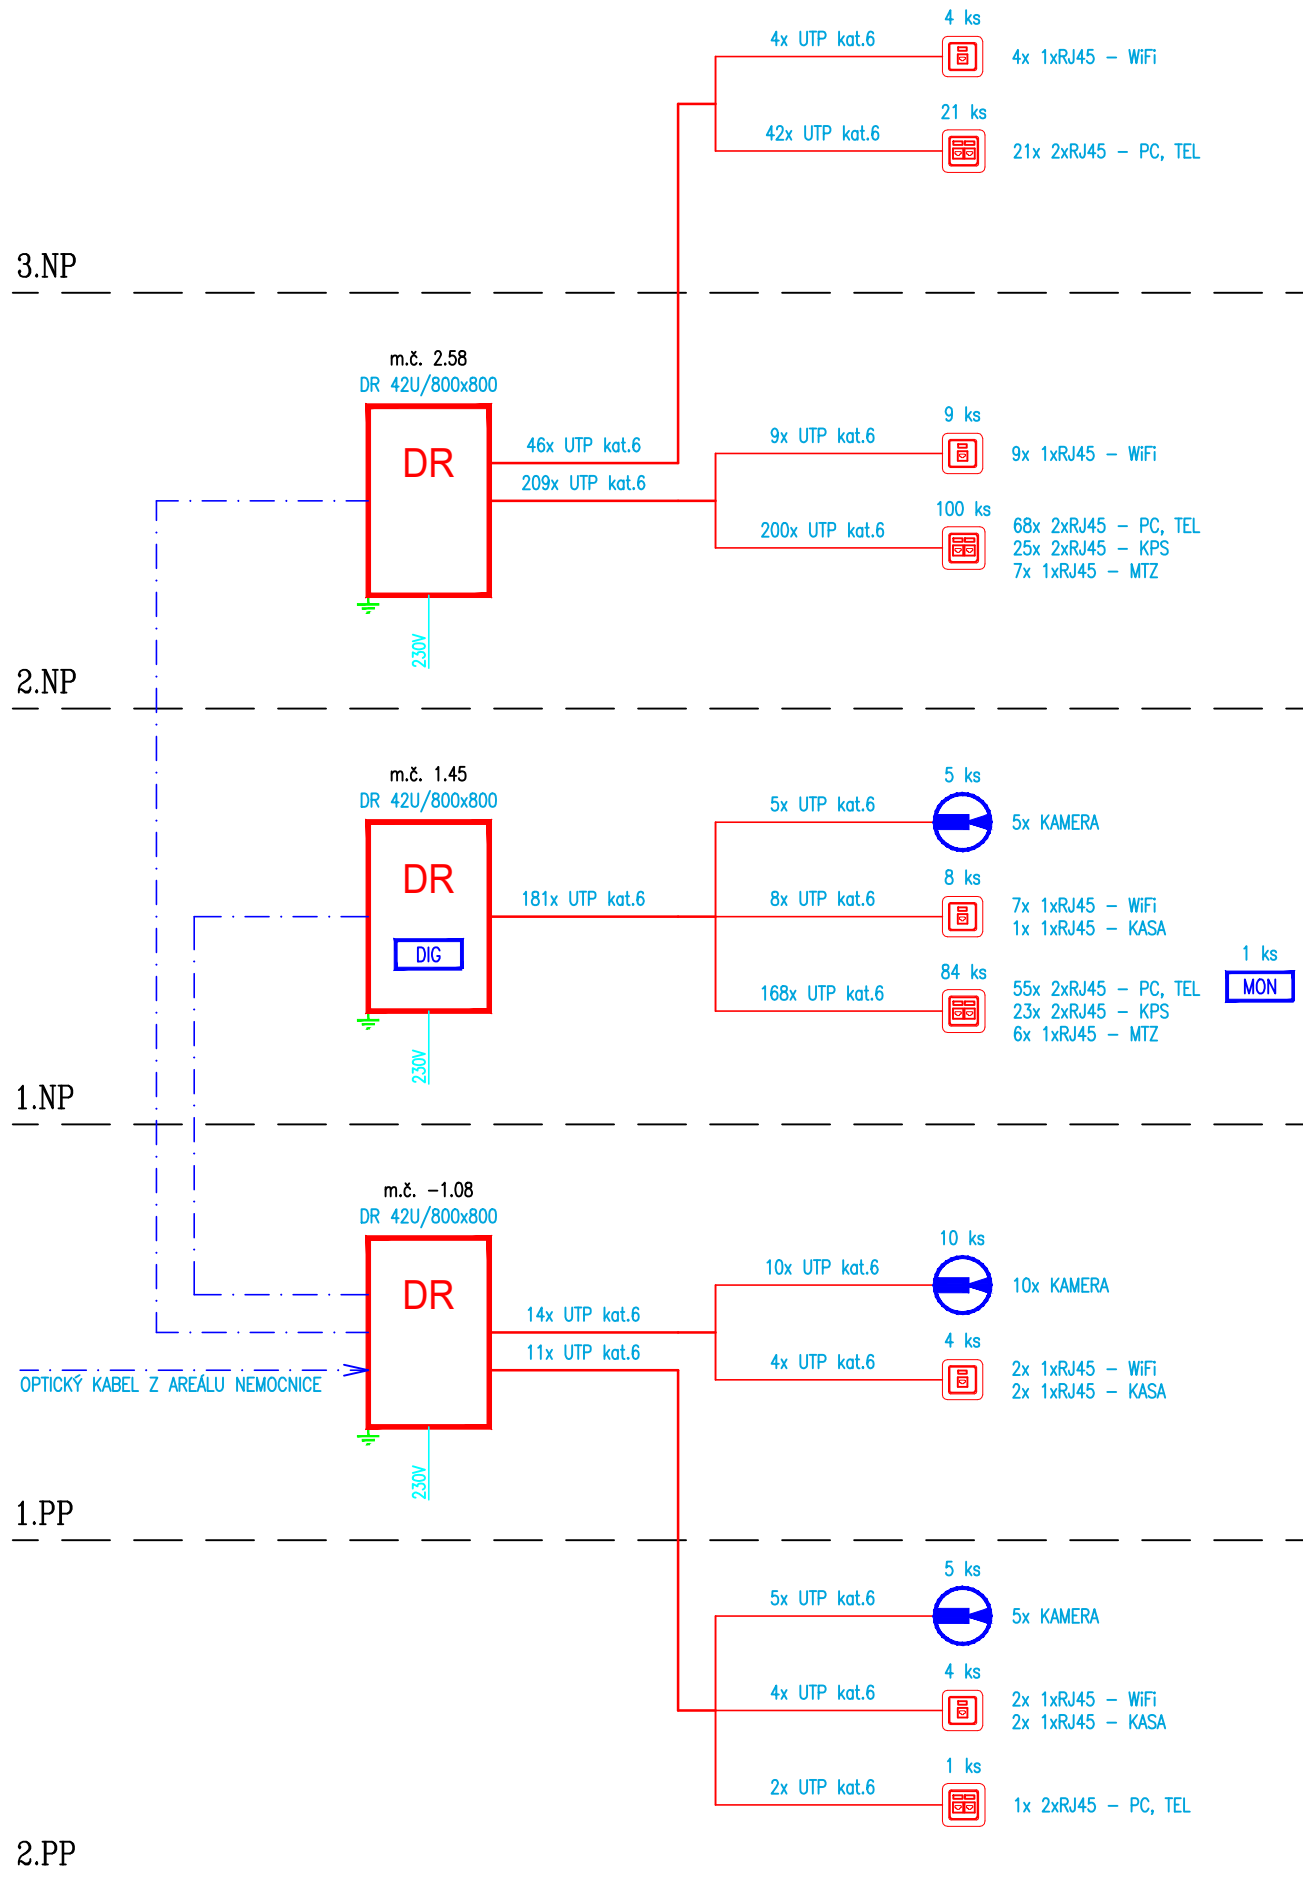 4 ks
4x UTP kat.6
4x 1xRJ45 – WiFi
21 ks
42x UTP kat.6
21x 2xRJ45 – PC, TEL
3.NP
m.č. 2.58
DR 42U/800x800
DR
46x UTP kat.6
209x UTP kat.6
9 ks
9x UTP kat.6
9x 1xRJ45 – WiFi
100 ks
200x UTP kat.6
68x 2xRJ45 – PC, TEL
25x 2xRJ45 – KPS
7x 1xRJ45 – MTZ
230V
2.NP
m.č. 1.45
DR 42U/800x800
DR
DIG
181x UTP kat.6
5 ks
5x UTP kat.6
5x KAMERA
8 ks
8x UTP kat.6
7x 1xRJ45 – WiFi
1x 1xRJ45 – KASA
84 ks
168x UTP kat.6
55x 2xRJ45 – PC, TEL
23x 2xRJ45 – KPS
6x 1xRJ45 – MTZ
1 ks
MON
230V
1.NP
m.č. –1.08
DR 42U/800x800
DR
14x UTP kat.6
11x UTP kat.6
10 ks
10x UTP kat.6
10x KAMERA
4 ks
4x UTP kat.6
2x 1xRJ45 – WiFi
2x 1xRJ45 – KASA
OPTICKÝ KABEL Z AREÁLU NEMOCNICE
230V
1.PP
5 ks
5x UTP kat.6
5x KAMERA
4 ks
4x UTP kat.6
2x 1xRJ45 – WiFi
2x 1xRJ45 – KASA
1 ks
2x UTP kat.6
1x 2xRJ45 – PC, TEL
2.PP